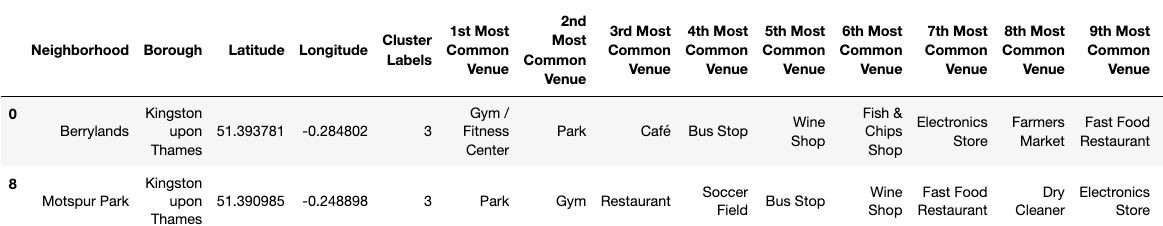 Neighborhood Borough Latitude Longitude Cluster Labels 1st Most Common Venue 2nd Most Common Venue 3rd Most Common Venue 4th Most Common Venue 5th Most Common Venue 6th Most Common Venue 7th Most Common Venue 8th Most Common Venue 9th Most Common Venue
0 Berrylands Kingston upon Thames 51.393781 -0.284802 3 Gym / Fitness Center Park Café Bus Stop Wine Shop Fish & Chips Shop Electronics Store Farmers Market Fast Food Restaurant
8 Motspur Park Kingston upon Thames 51.390985 -0.248898 3 Park Gym Restaurant Soccer Field Bus Stop Wine Shop Fast Food Restaurant Dry Cleaner Electronics Store